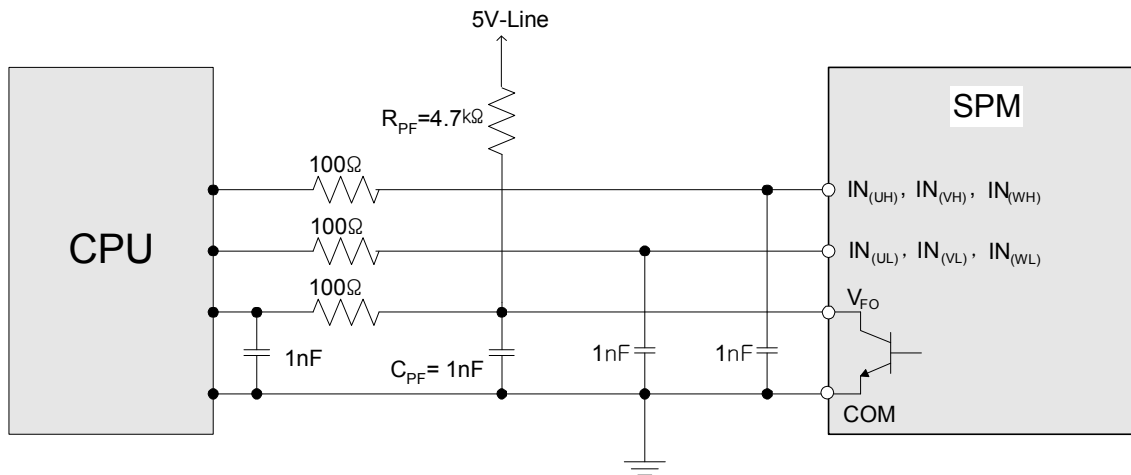 5V-Line
R_PF=4.7kΩ
SPM
100Ω
IN(UH), IN(VH), IN(WH)
CPU
100Ω
IN(UL), IN(VL), IN(WL)
100Ω
V_FO
1nF
C_PF= 1nF
1nF
1nF
COM